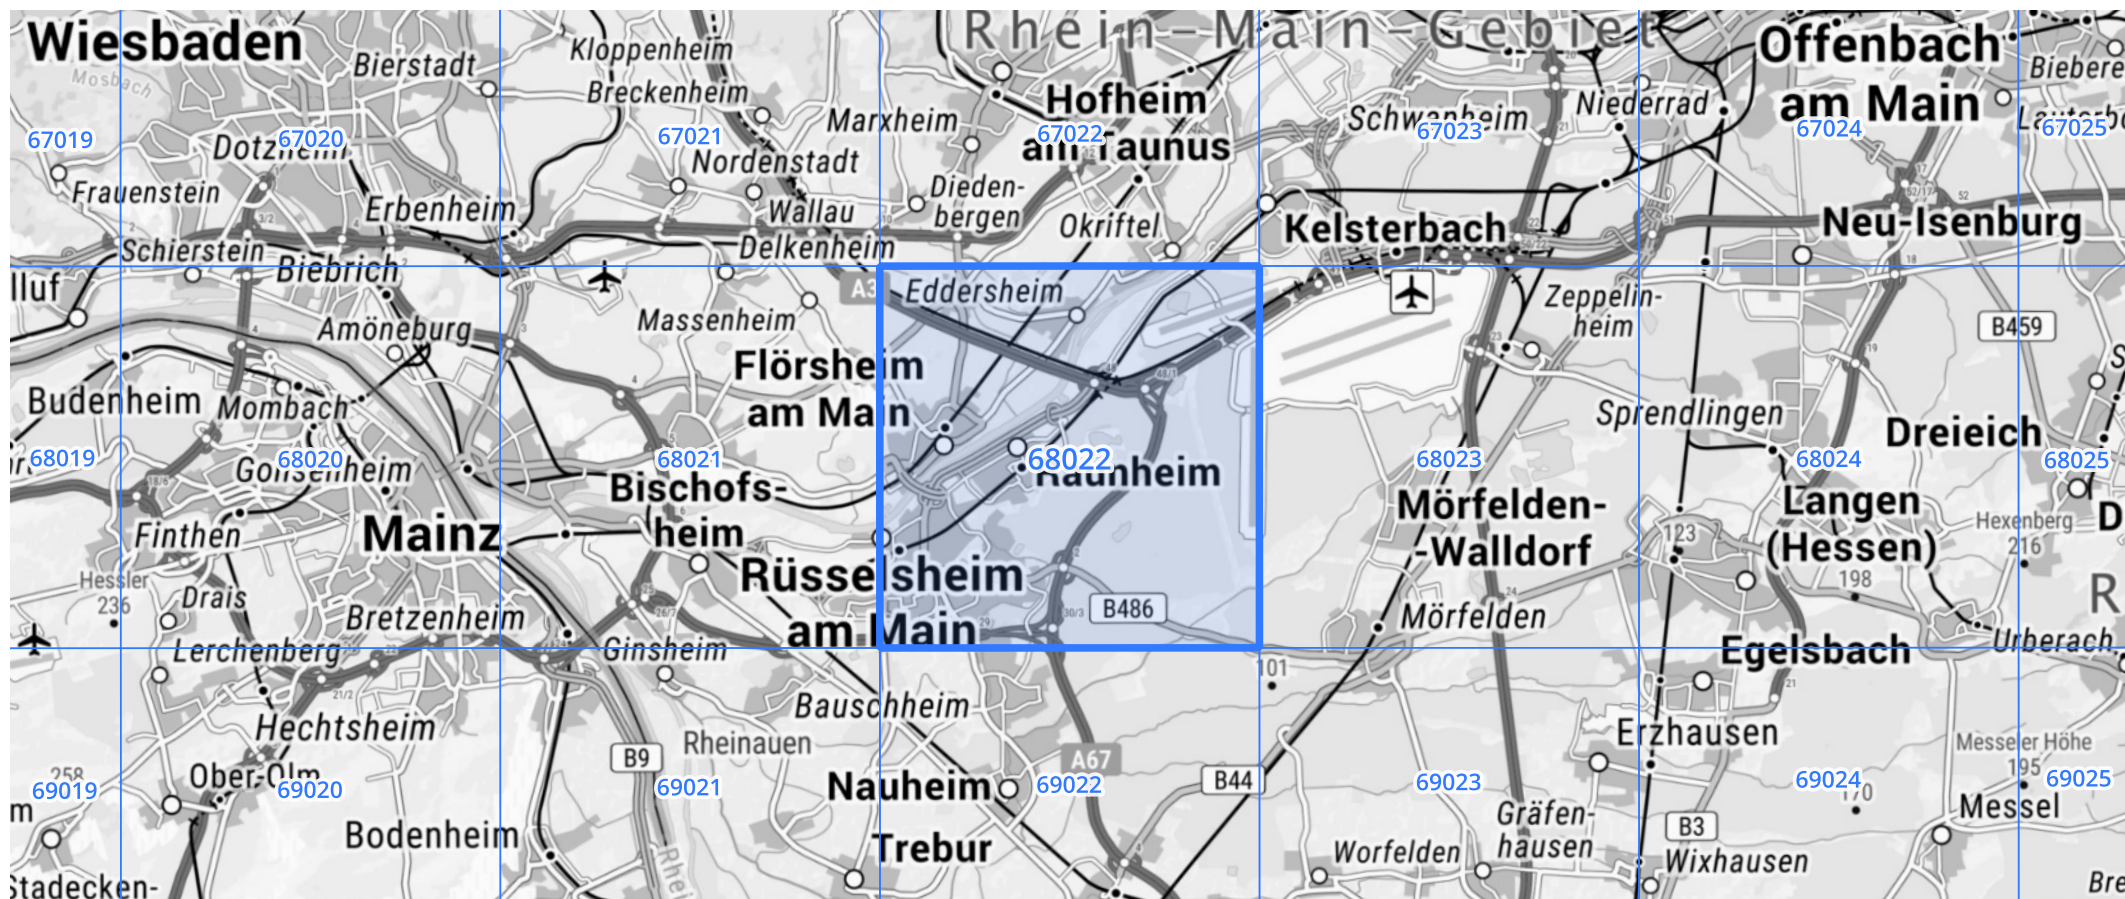 Rhein-Main-Gebiet
Wiesbaden
Mosbach
Bierstadt
Kloppenheim
Breckenheim
Marxheim
Hofheim
am Taunus
Schwanheim
Niederrad
Offenbach
am Main
67019
67020
67021
67022
67023
67024
67025
Dotzheim
Nordenstadt
Frauenstein
Erbenheim
Wallau
Dieden-
bergen
Okriftel
Kelsterbach
Neu-Isenburg
Schierstein
Biebrich
Delkenheim
lluf
Amöneburg
Massenheim
Eddersheim
Zeppelin-
heim
B459
Flörsheim
am Main
Budenheim
Mombach
Sprendlingen
Dreieich
68019
68020
68021
68022
68023
68024
68025
Gonsenheim
Raunheim
Bischofs-
heim
Mörfelden-
-Walldorf
Langen
(Hessen)
Hexenberg
216
Finthen
Mainz
123
Hessler
236
Drais
Rüsselsheim
am Main
B486
198
Bretzenheim
Mörfelden
Lerchenberg
Ginsheim
Urberach
Egelsbach
101
Bauschheim
Hechtsheim
Rheinauen
B9
A67
B44
Erzhausen
Messeler Höhe
195
258
Ober-Olm
Nauheim
69019
69020
69021
69022
69023
69024
69025
170
Messel
Bodenheim
Trebur
Gräfen-
hausen
B3
Worfelden
Wixhausen
Stadecken-